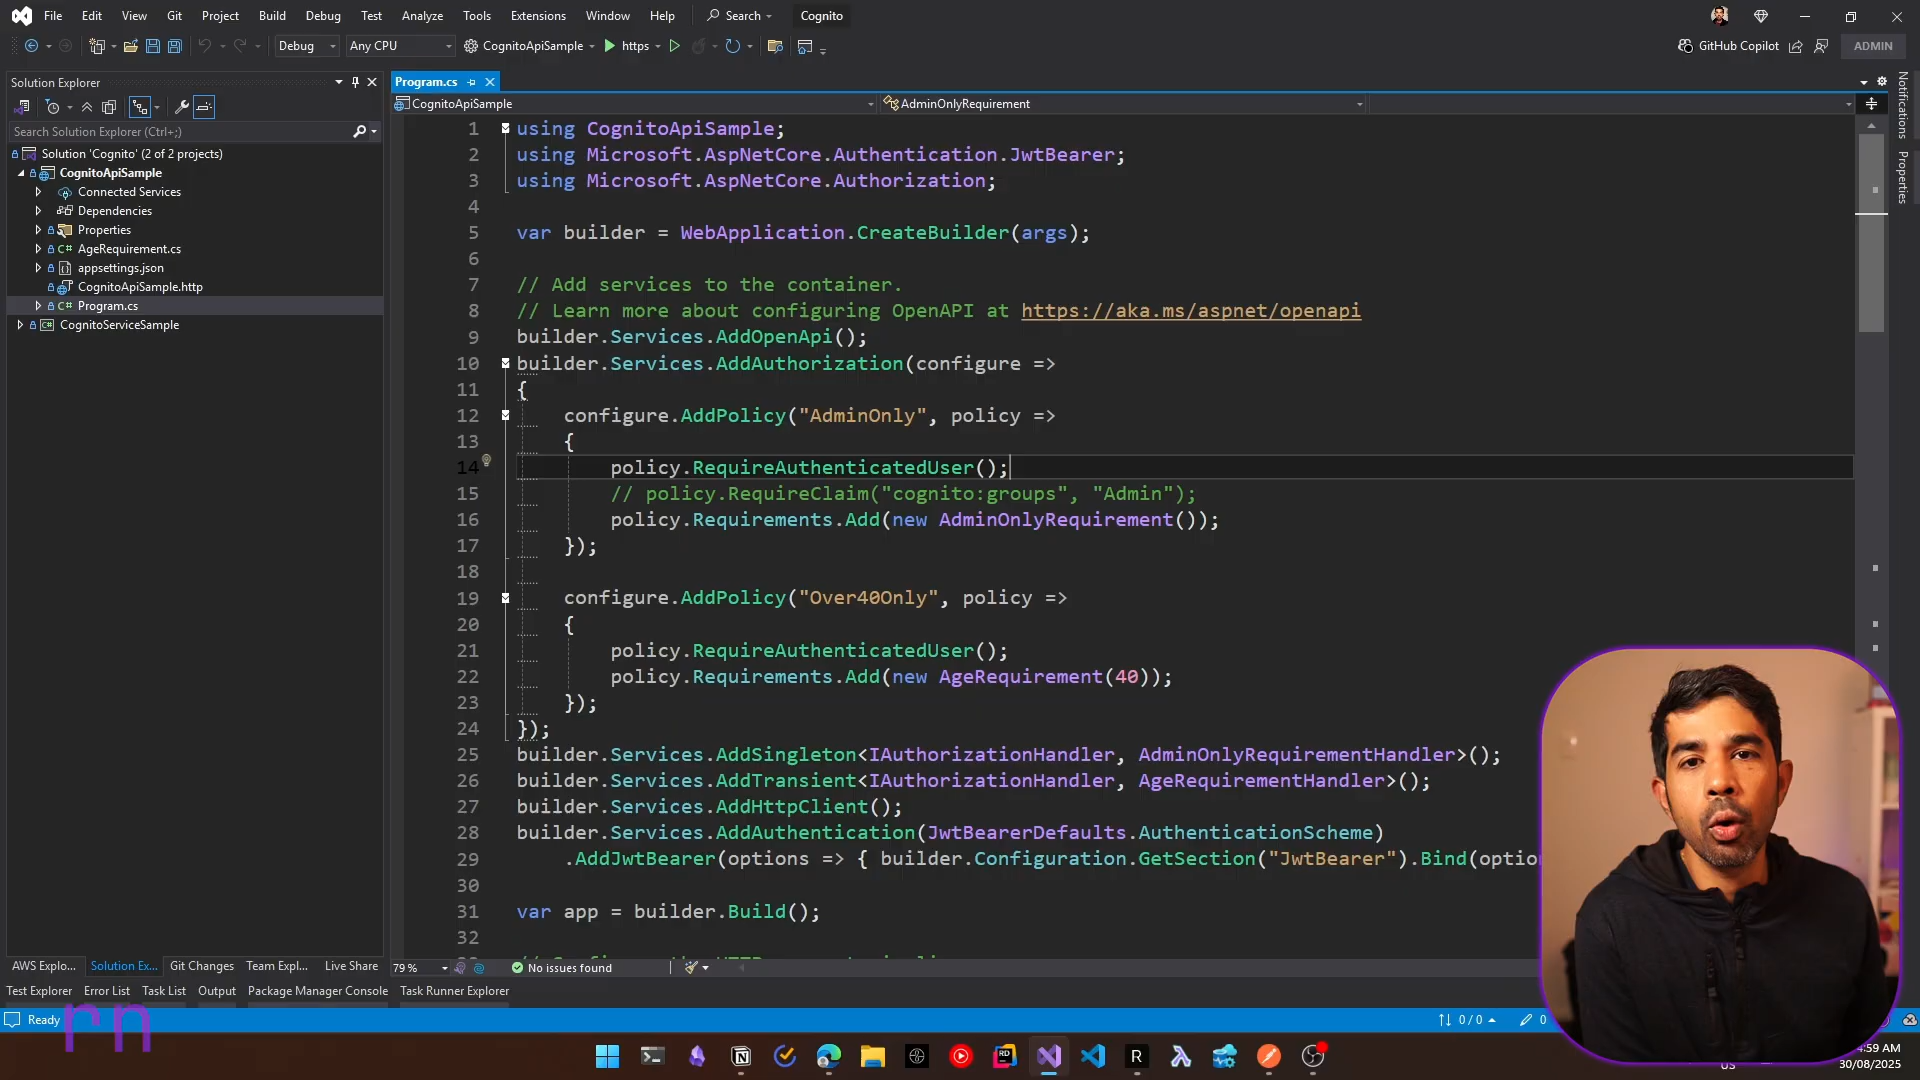 File Edit View Git Project Build Debug Test Analyze Tools Extensions Window Help Search Cognito
Debug Any CPU CognitoApiSample https GitHub Copilot ADMIN
Solution Explorer
Search Solution Explorer (Ctrl+;)
Solution 'Cognito' (2 of 2 projects)
CognitoApiSample
Connected Services
Dependencies
Properties
C# AgeRequirement.cs
appsettings.json
CognitoApiSample.http
C# Program.cs
C# CognitoServiceSample
AWS Explo... Solution Ex... Git Changes Team Expl... Live Share
Program.cs
CognitoApiSample AdminOnlyRequirement
1 using CognitoApiSample;
2 using Microsoft.AspNetCore.Authentication.JwtBearer;
3 using Microsoft.AspNetCore.Authorization;
4
5 var builder = WebApplication.CreateBuilder(args);
6
7 // Add services to the container.
8 // Learn more about configuring OpenAPI at https://aka.ms/aspnet/openapi
9 builder.Services.AddOpenApi();
10 builder.Services.AddAuthorization(configure =>
11 {
12 configure.AddPolicy("AdminOnly", policy =>
13 {
14 policy.RequireAuthenticatedUser();
15 // policy.RequireClaim("cognito:groups", "Admin");
16 policy.Requirements.Add(new AdminOnlyRequirement());
17 });
18
19 configure.AddPolicy("Over40Only", policy =>
20 {
21 policy.RequireAuthenticatedUser();
22 policy.Requirements.Add(new AgeRequirement(40));
23 });
24 });
25 builder.Services.AddSingleton<IAuthorizationHandler, AdminOnlyRequirementHandler>();
26 builder.Services.AddTransient<IAuthorizationHandler, AgeRequirementHandler>();
27 builder.Services.AddHttpClient();
28 builder.Services.AddAuthentication(JwtBearerDefaults.AuthenticationScheme)
29 .AddJwtBearer(options => { builder.Configuration.GetSection("JwtBearer").Bind(optio
30
31 var app = builder.Build();
32
79 % No issues found
Notifications
Properties
Test Explorer Error List Task List Output Package Manager Console Task Runner Explorer
Ready 0 / 0 0
rn
4:59 AM
US 30/08/2025